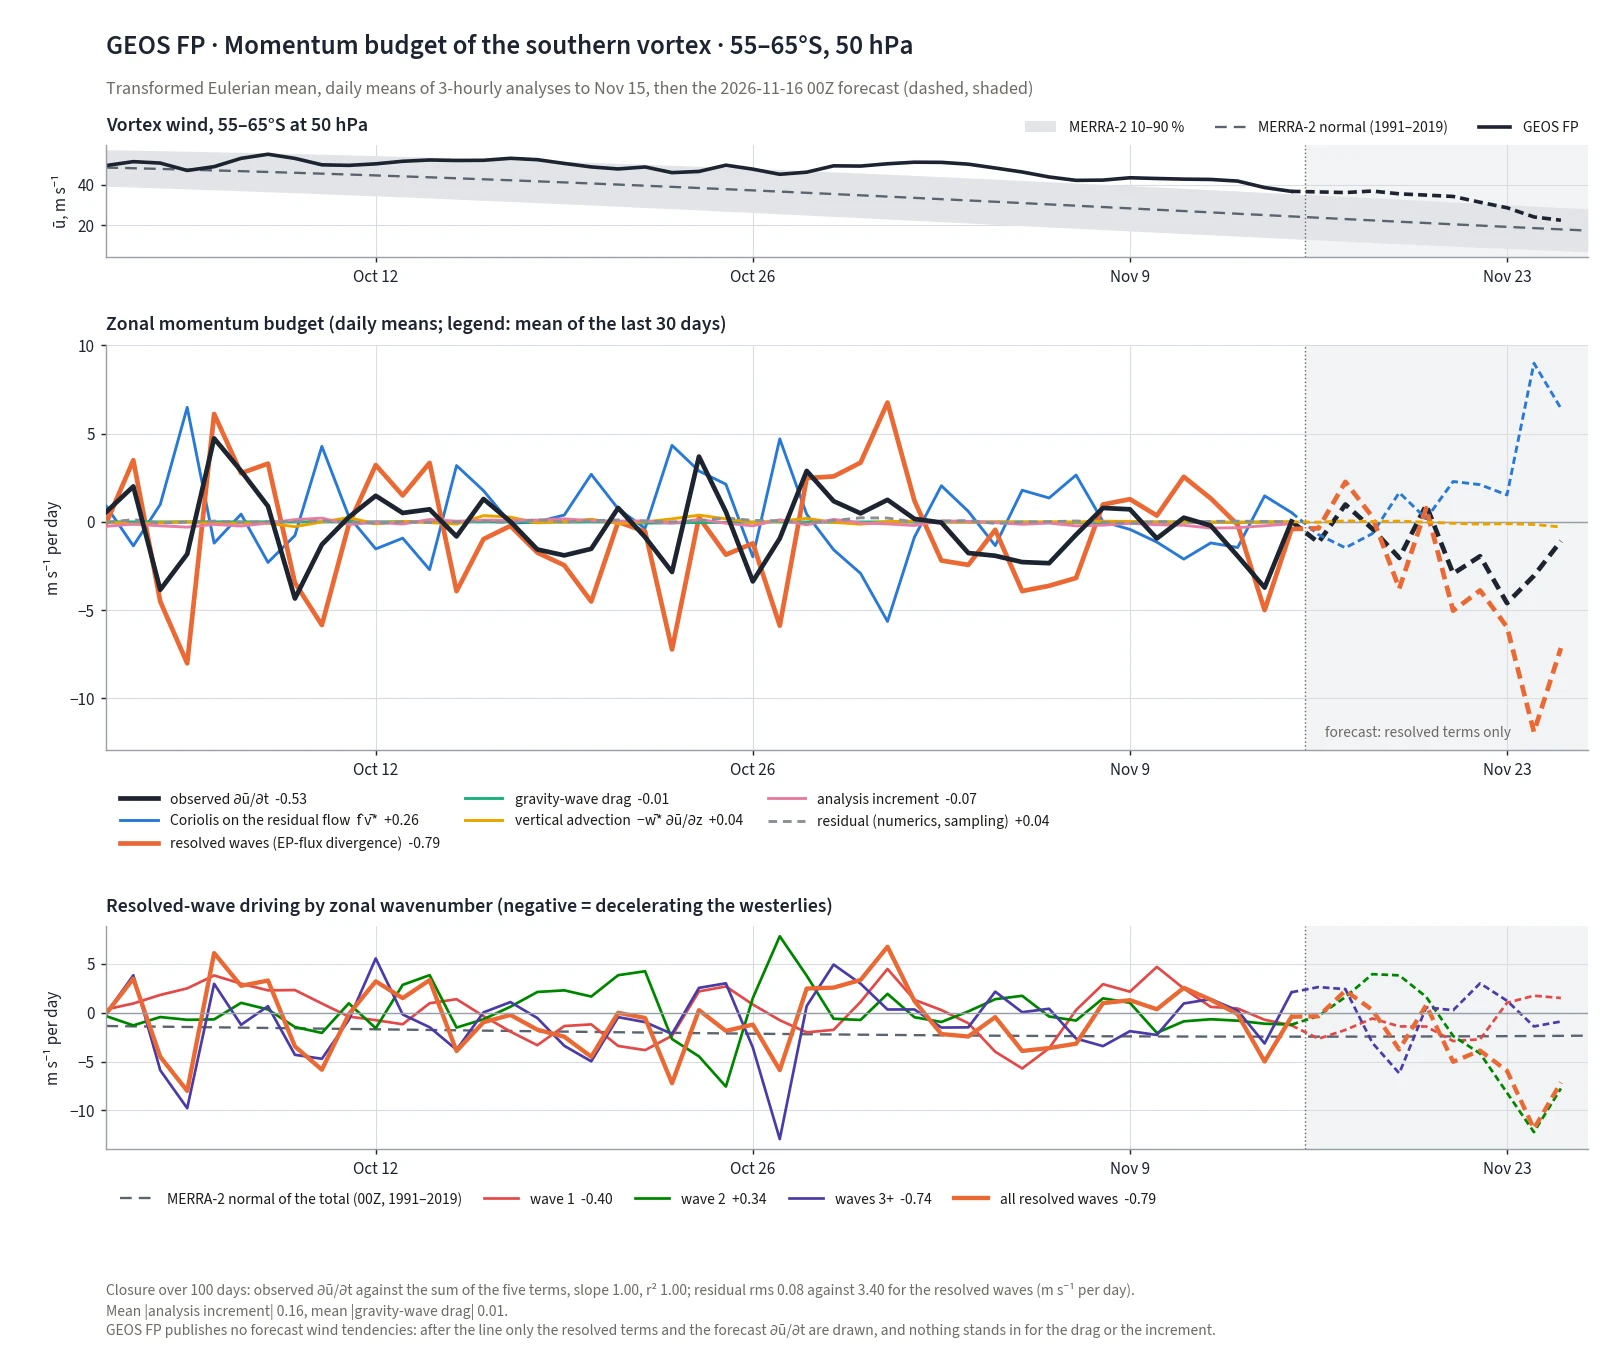 GEOS FP · Momentum budget of the southern vortex · 55–65°S, 50 hPa
Transformed Eulerian mean, daily means of 3-hourly analyses to Nov 15, then the 2026-11-16 00Z forecast (dashed, shaded)
Vortex wind, 55–65°S at 50 hPa
MERRA-2 10–90 %
MERRA-2 normal (1991–2019)
GEOS FP
ū, m s⁻¹
40
20
Oct 12
Oct 26
Nov 9
Nov 23
Zonal momentum budget (daily means; legend: mean of the last 30 days)
m s⁻¹ per day
10
5
0
−5
−10
forecast: resolved terms only
Oct 12
Oct 26
Nov 9
Nov 23
observed ∂ū/∂t -0.53
Coriolis on the residual flow f v̄* +0.26
resolved waves (EP-flux divergence) -0.79
gravity-wave drag -0.01
vertical advection −w̄* ∂ū/∂z +0.04
analysis increment -0.07
residual (numerics, sampling) +0.04
Resolved-wave driving by zonal wavenumber (negative = decelerating the westerlies)
m s⁻¹ per day
5
0
−5
−10
Oct 12
Oct 26
Nov 9
Nov 23
MERRA-2 normal of the total (00Z, 1991–2019)
wave 1 -0.40
wave 2 +0.34
waves 3+ -0.74
all resolved waves -0.79
Closure over 100 days: observed ∂ū/∂t against the sum of the five terms, slope 1.00, r² 1.00; residual rms 0.08 against 3.40 for the resolved waves (m s⁻¹ per day).
Mean |analysis increment| 0.16, mean |gravity-wave drag| 0.01.
GEOS FP publishes no forecast wind tendencies: after the line only the resolved terms and the forecast ∂ū/∂t are drawn, and nothing stands in for the drag or the increment.